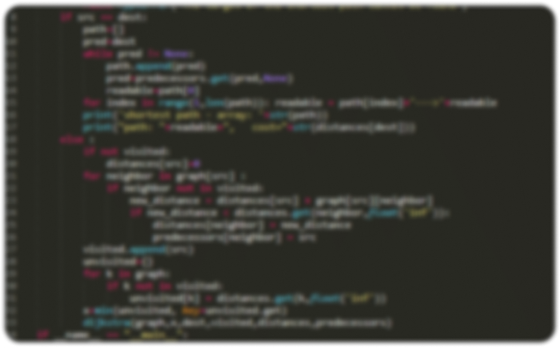 if src == dest:
path=[]
pred=dest
while pred != None:
path.append(pred)
pred=predecessors.get(pred,None)
readable=path[0]
for index in range(1,len(path)): readable = path[index]+'--->'+readable
print('shortest path - array: '+str(path))
print("path: "+readable+", cost="+str(distances[dest]))
else :
if not visited:
distances[src]=0
for neighbor in graph[src] :
if neighbor not in visited:
new_distance = distances[src] + graph[src][neighbor]
if new_distance < distances.get(neighbor,float('inf')):
distances[neighbor] = new_distance
predecessors[neighbor] = src
visited.append(src)
unvisited={}
for k in graph:
if k not in visited:
unvisited[k] = distances.get(k,float('inf'))
x=min(unvisited, key=unvisited.get)
dijkstra(graph,x,dest,visited,distances,predecessors)
if __name__ == "__main__":